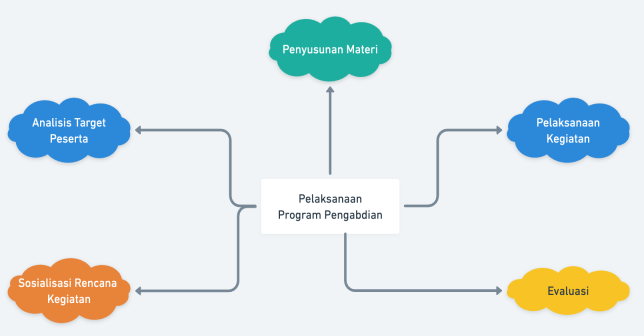 Penyusunan Materi
Analisis Target
Peserta
Pelaksanaan
Kegiatan
Pelaksanaan
Program Pengabdian
Sosialisasi Rencana
Kegiatan
Evaluasi